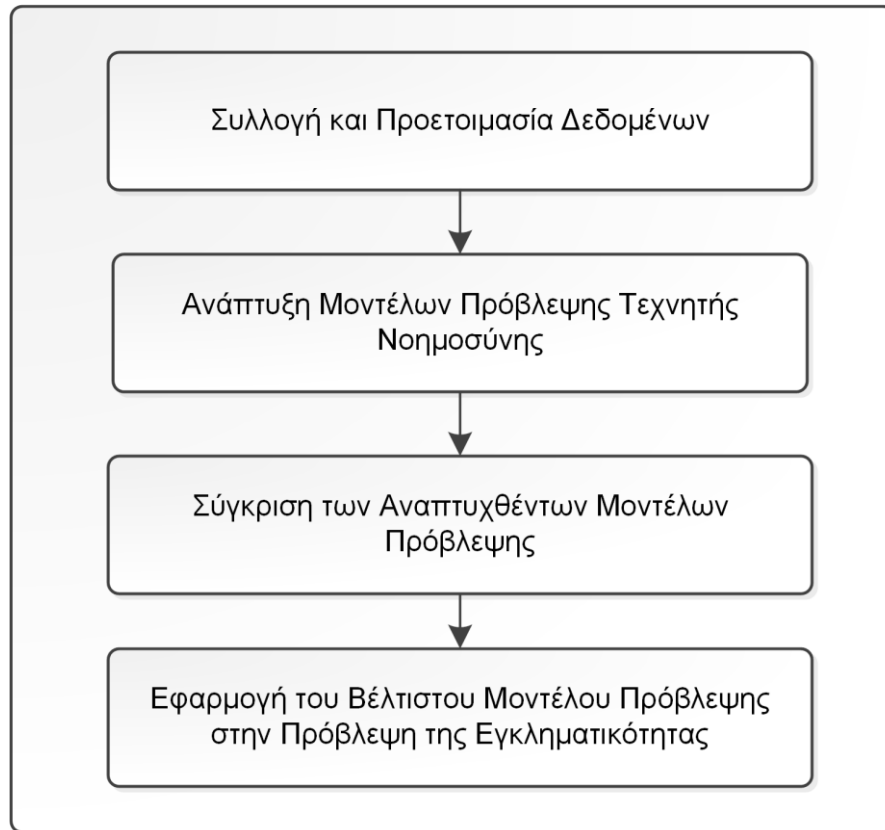 Συλλογή και Προετοιμασία Δεδομένων
Ανάπτυξη Μοντέλων Πρόβλεψης Τεχνητής
Νοημοσύνης
Σύγκριση των Αναπτυχθέντων Μοντέλων
Πρόβλεψης
Εφαρμογή του Βέλτιστου Μοντέλου Πρόβλεψης
στην Πρόβλεψη της Εγκληματικότητας